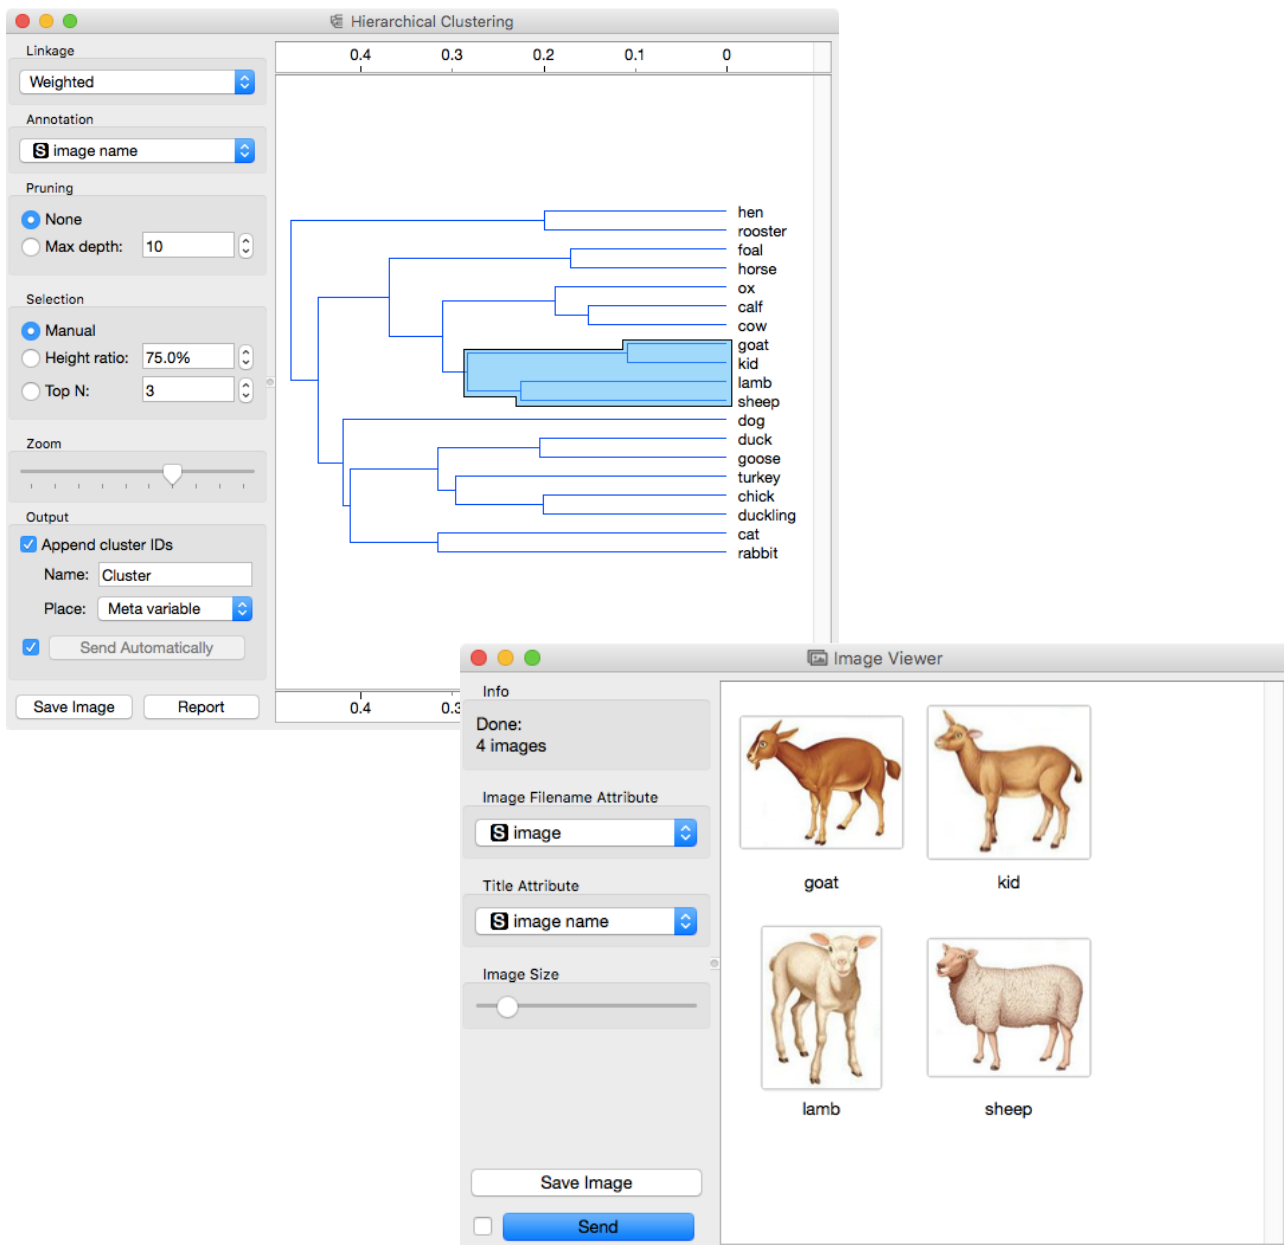 Hierarchical Clustering
Linkage
Weighted
Annotation
S image name
Pruning
None
Max depth: 10
Selection
Manual
Height ratio: 75.0%
Top N: 3
Zoom
Output
Append cluster IDs
Name: Cluster
Place: Meta variable
Send Automatically
Save Image Report
0.4 0.3 0.2 0.1 0
hen
rooster
foal
horse
ox
calf
cow
goat
kid
lamb
sheep
dog
duck
goose
turkey
chick
duckling
cat
rabbit
0.4 0.3
Image Viewer
Info
Done:
4 images
Image Filename Attribute
S image
Title Attribute
S image name
Image Size
Save Image
Send
goat kid
lamb sheep